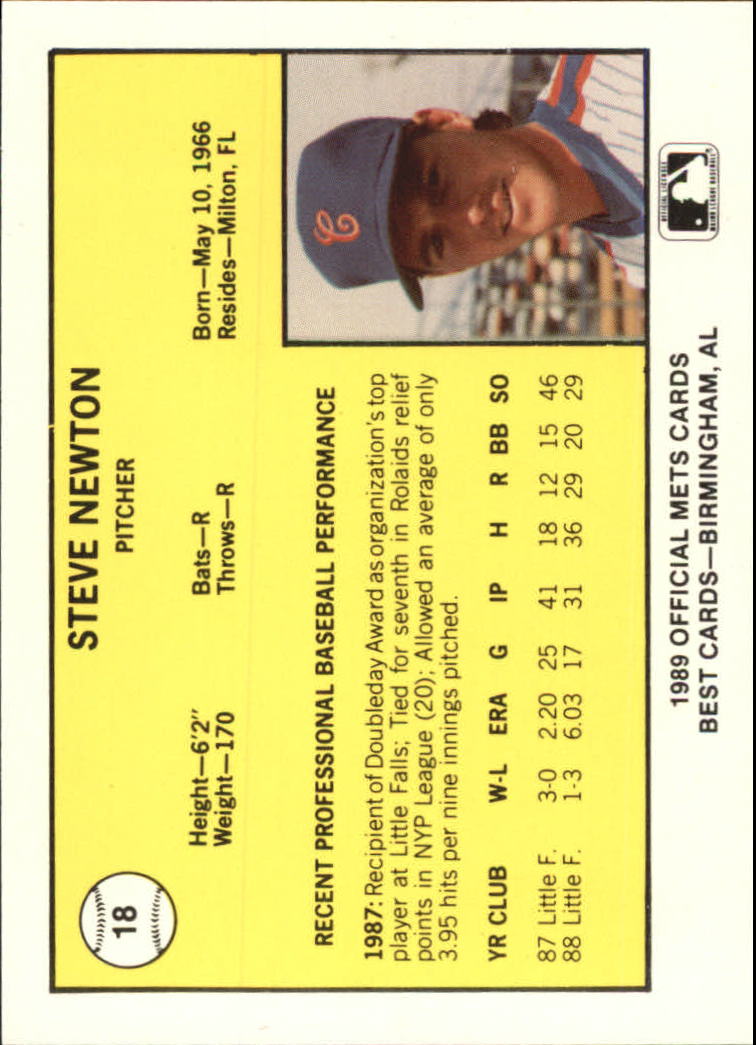 18
STEVE NEWTON
PITCHER
Height—6'2" Bats—R Born—May 10, 1966
Weight—170 Throws—R Resides—Milton, FL
RECENT PROFESSIONAL BASEBALL PERFORMANCE
1987: Recipient of Doubleday Award as organization's top
player at Little Falls; Tied for seventh in Rolaids relief
points in NYP League (20); Allowed an average of only
3.95 hits per nine innings pitched.
YR CLUB W-L ERA G IP H R BB SO
87 Little F. 3-0 2.20 25 41 18 12 15 46
88 Little F. 1-3 6.03 17 31 36 29 20 29
C
1989 OFFICIAL METS CARDS
BEST CARDS—BIRMINGHAM, AL
OFFICIAL LICENSEE
MAJOR LEAGUE BASEBALL